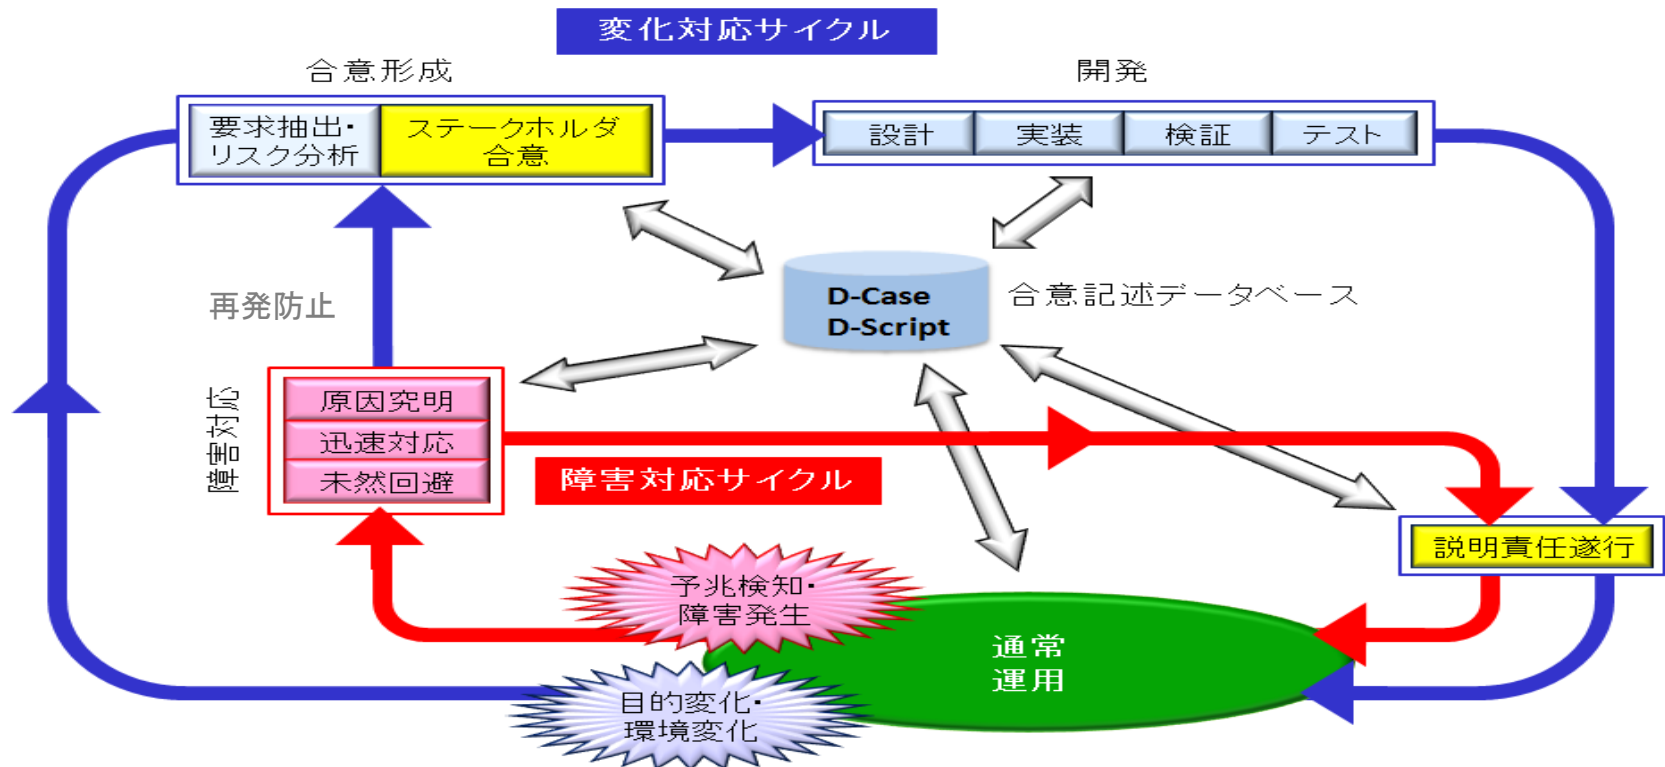 変化対応サイクル
合意形成
開発
要求抽出・
リスク分析
ステークホルダ
合意
設計
実装
検証
テスト
再発防止
D-Case
D-Script
合意記述データベース
障害対応
原因究明
迅速対応
未然回避
障害対応サイクル
説明責任遂行
予兆検知・
障害発生
通常
運用
目的変化・
環境変化